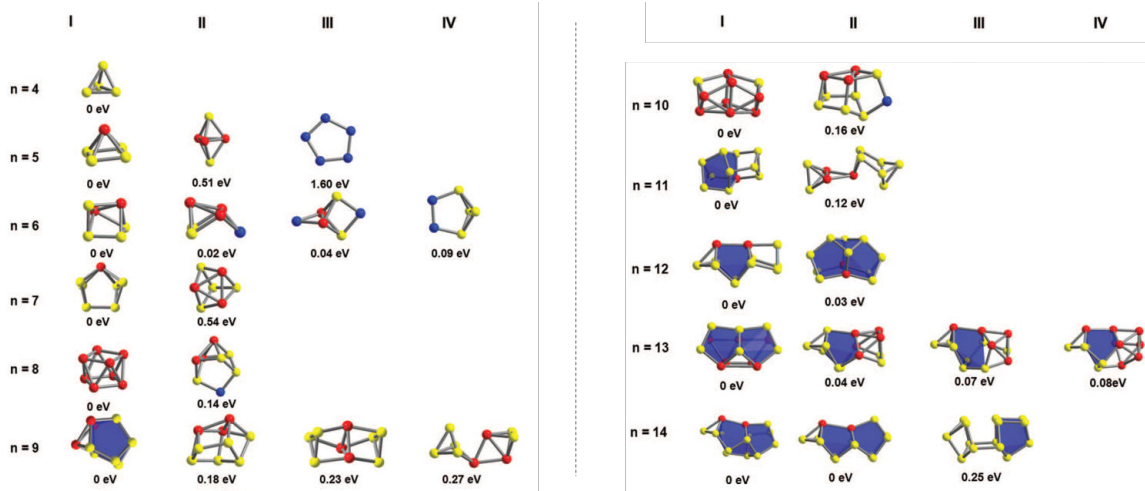 I II III IV
n = 4
0 eV
n = 5
0 eV 0.51 eV 1.60 eV
n = 6
0 eV 0.02 eV 0.04 eV 0.09 eV
n = 7
0 eV 0.54 eV
n = 8
0 eV 0.14 eV
n = 9
0 eV 0.18 eV 0.23 eV 0.27 eV
I II III IV
n = 10
0 eV 0.16 eV
n = 11
0 eV 0.12 eV
n = 12
0 eV 0.03 eV
n = 13
0 eV 0.04 eV 0.07 eV 0.08eV
n = 14
0 eV 0 eV 0.25 eV